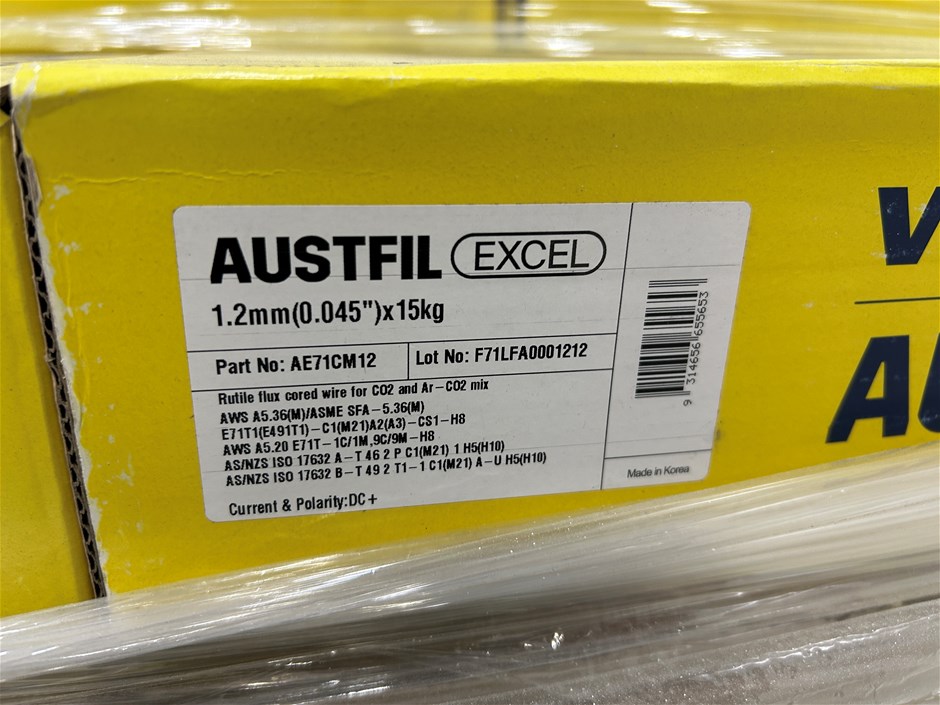 AUSTFIL EXCEL
1.2mm(0.045")x15kg
Part No: AE71CM12
Lot No: F71LFA0001212
Rutile flux cored wire for CO2 and Ar-CO2 mix
AWS A5.36(M)/ASME SFA-5.36(M)
E71T1(E491T1)-C1(M21)A2(A3)-CS1-H8
AWS A5.20 E71T-1C/1M,9C/9M-H8
AS/NZS ISO 17632 A-T 46 2 P C1(M21) 1 H5(H10)
AS/NZS ISO 17632 B-T 49 2 T1-1 C1(M21) A-U H5(H10)
Current & Polarity:DC+
9 314656 655653
Made in Korea